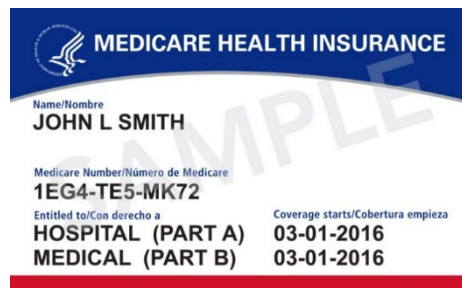 MEDICARE HEALTH INSURANCE
Name/Nombre
JOHN L SMITH
Medicare Number/Número de Medicare
1EG4-TE5-MK72
Entitled to/Con derecho a Coverage starts/Cobertura empieza
HOSPITAL (PART A) 03-01-2016
MEDICAL (PART B) 03-01-2016
SAMPLE